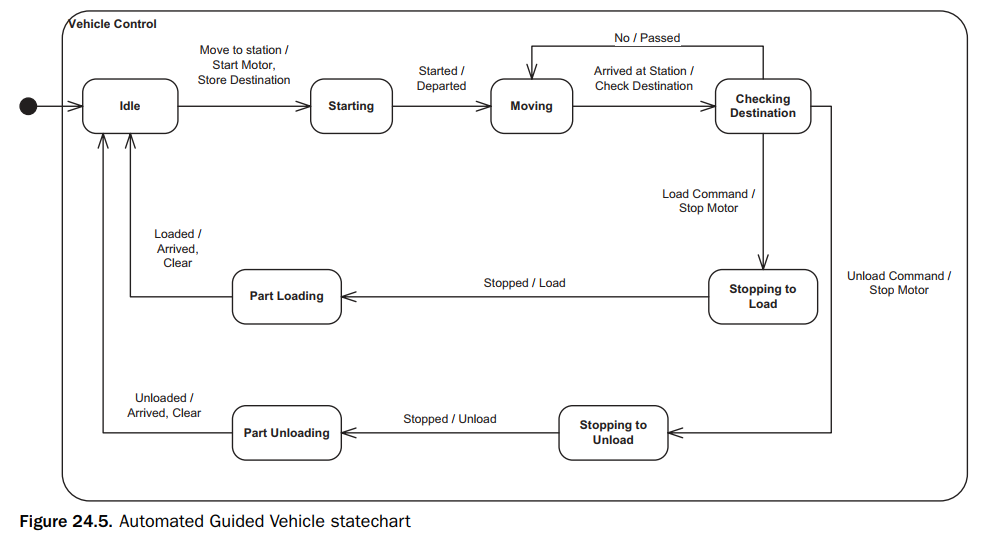 Vehicle Control
No / Passed
Move to station /
Start Motor,
Store Destination
Started /
Departed
Arrived at Station /
Check Destination
Idle
Starting
Moving
Checking
Destination
Load Command /
Stop Motor
Loaded /
Arrived,
Clear
Unload Command /
Stop Motor
Part Loading
Stopped / Load
Stopping to
Load
Unloaded /
Arrived, Clear
Part Unloading
Stopped / Unload
Stopping to
Unload
Figure 24.5. Automated Guided Vehicle statechart